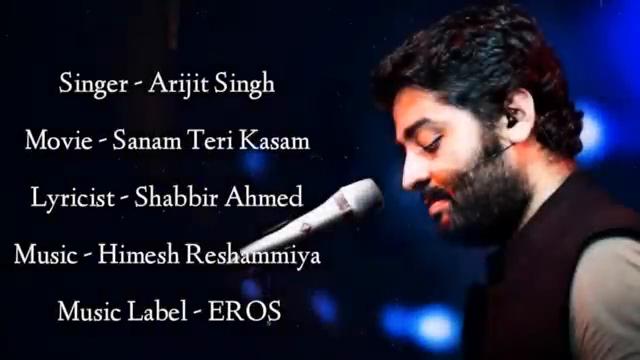 Singer - Arijit Singh
Movie - Sanam Teri Kasam
Lyricist - Shabbir Ahmed
Music - Himesh Reshammiya
Music Label - EROS